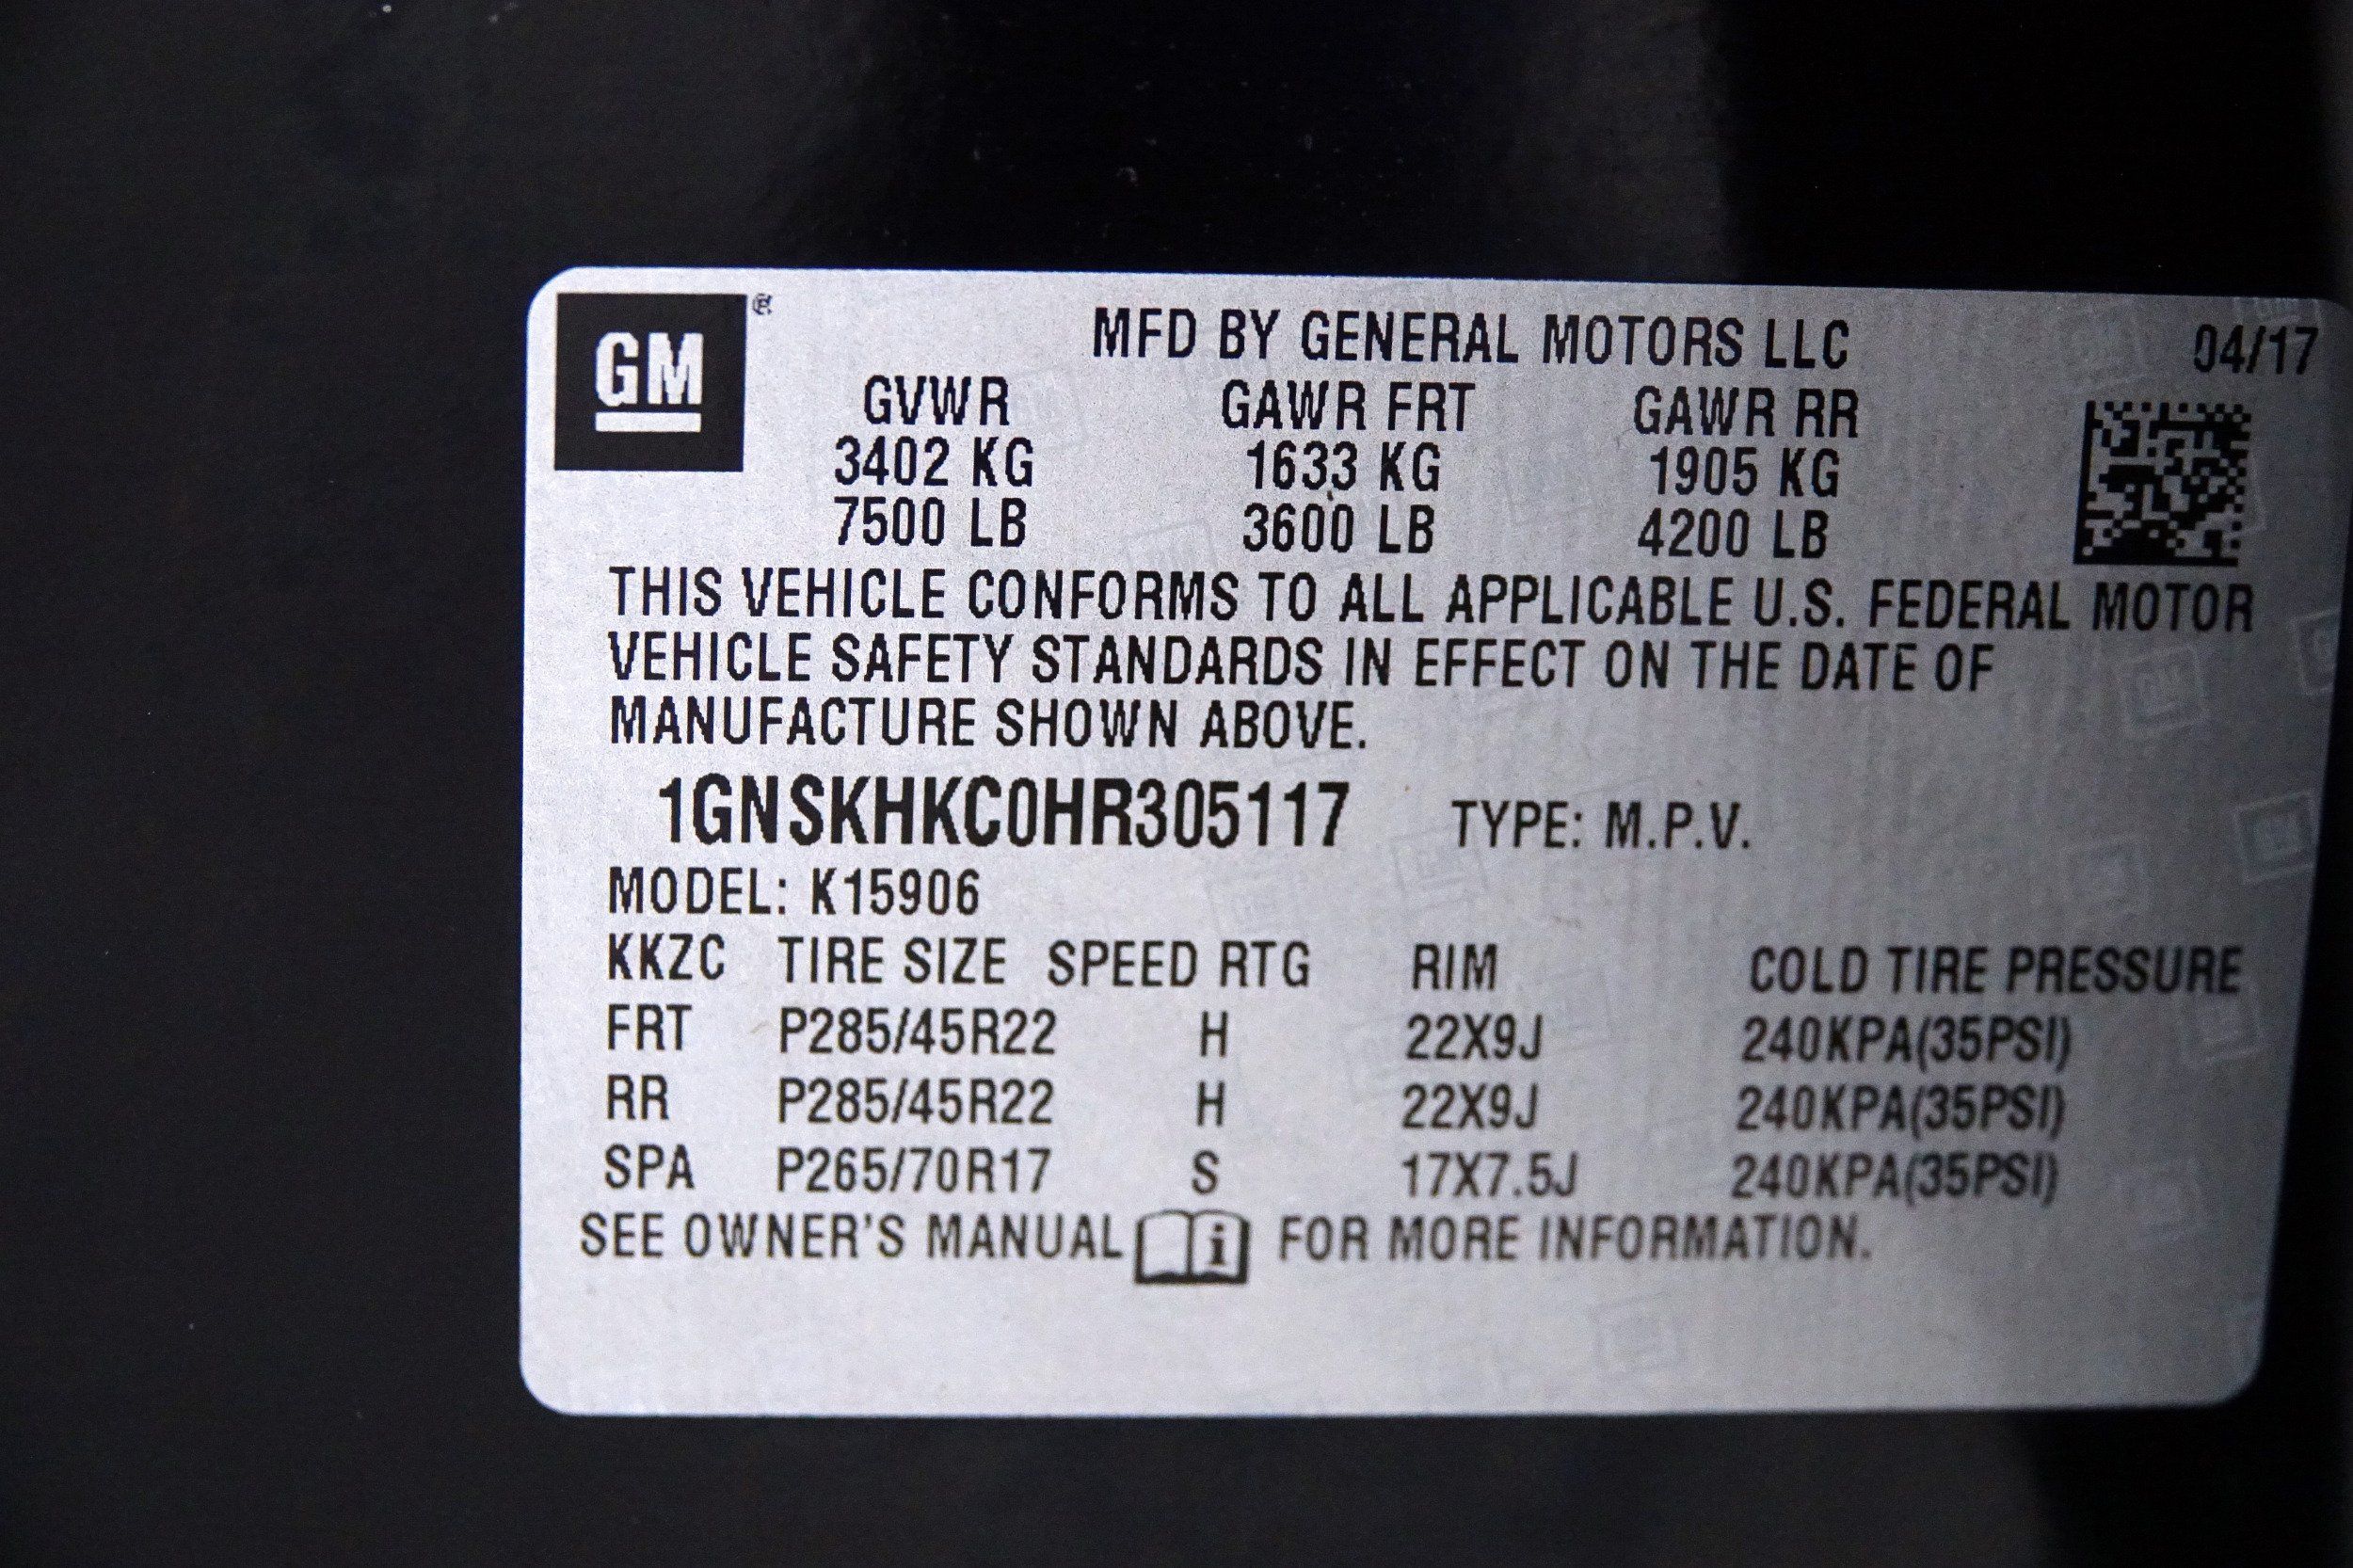 GM ®
MFD BY GENERAL MOTORS LLC 04/17
GVWR GAWR FRT GAWR RR
3402 KG 1633 KG 1905 KG
7500 LB 3600 LB 4200 LB
THIS VEHICLE CONFORMS TO ALL APPLICABLE U.S. FEDERAL MOTOR
VEHICLE SAFETY STANDARDS IN EFFECT ON THE DATE OF
MANUFACTURE SHOWN ABOVE.
1GNSKHKC0HR305117 TYPE: M.P.V.
MODEL: K15906
KKZC TIRE SIZE SPEED RTG RIM COLD TIRE PRESSURE
FRT P285/45R22 H 22X9J 240KPA(35PSI)
RR P285/45R22 H 22X9J 240KPA(35PSI)
SPA P265/70R17 S 17X7.5J 240KPA(35PSI)
SEE OWNER'S MANUAL i FOR MORE INFORMATION.